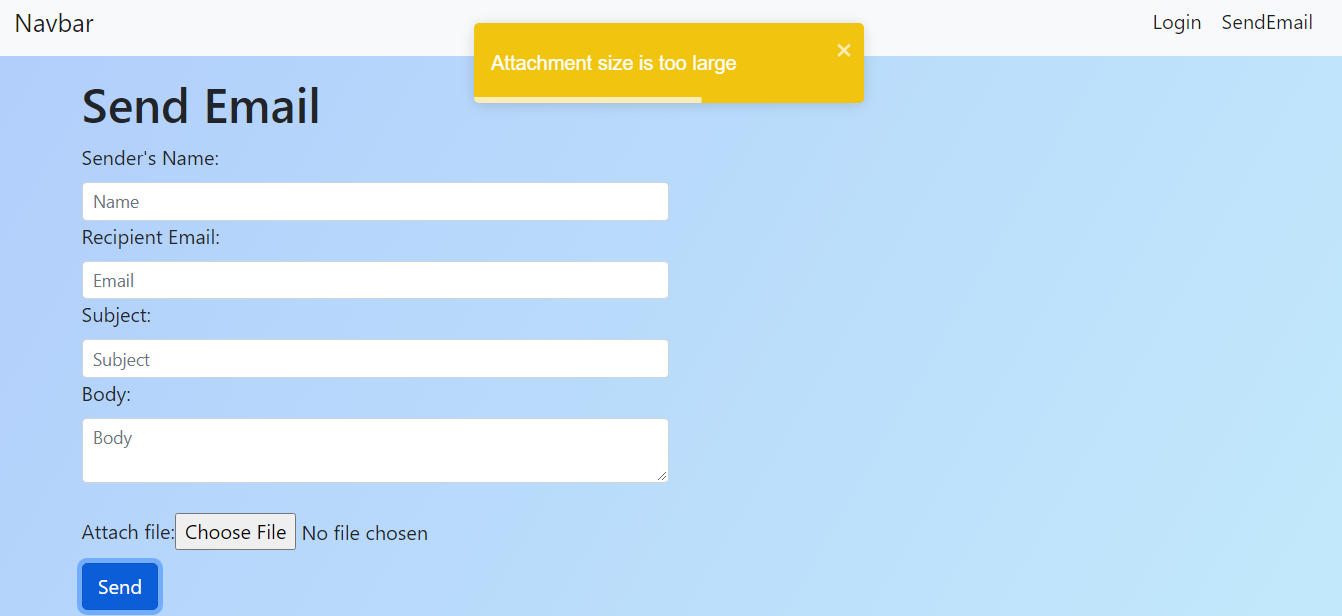 Navbar
Login SendEmail
Attachment size is too large ×
Send Email
Sender's Name:
Name
Recipient Email:
Email
Subject:
Subject
Body:
Body
Attach file: Choose File No file chosen
Send